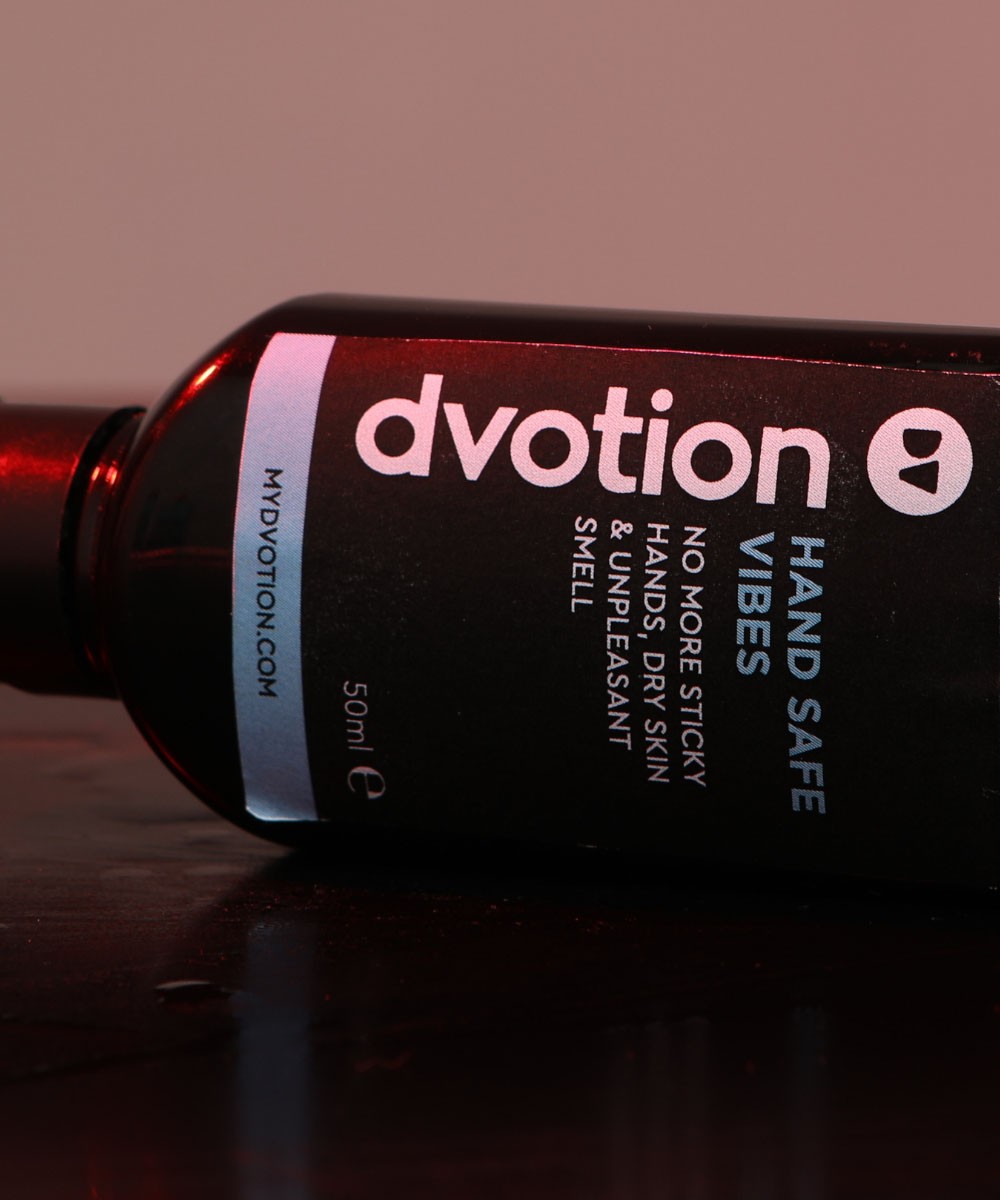 dvotion
HAND SAFE
VIBES
NO MORE STICKY
HANDS, DRY SKIN
& UNPLEASANT
SMELL
50ml e
MYDVOTION.COM